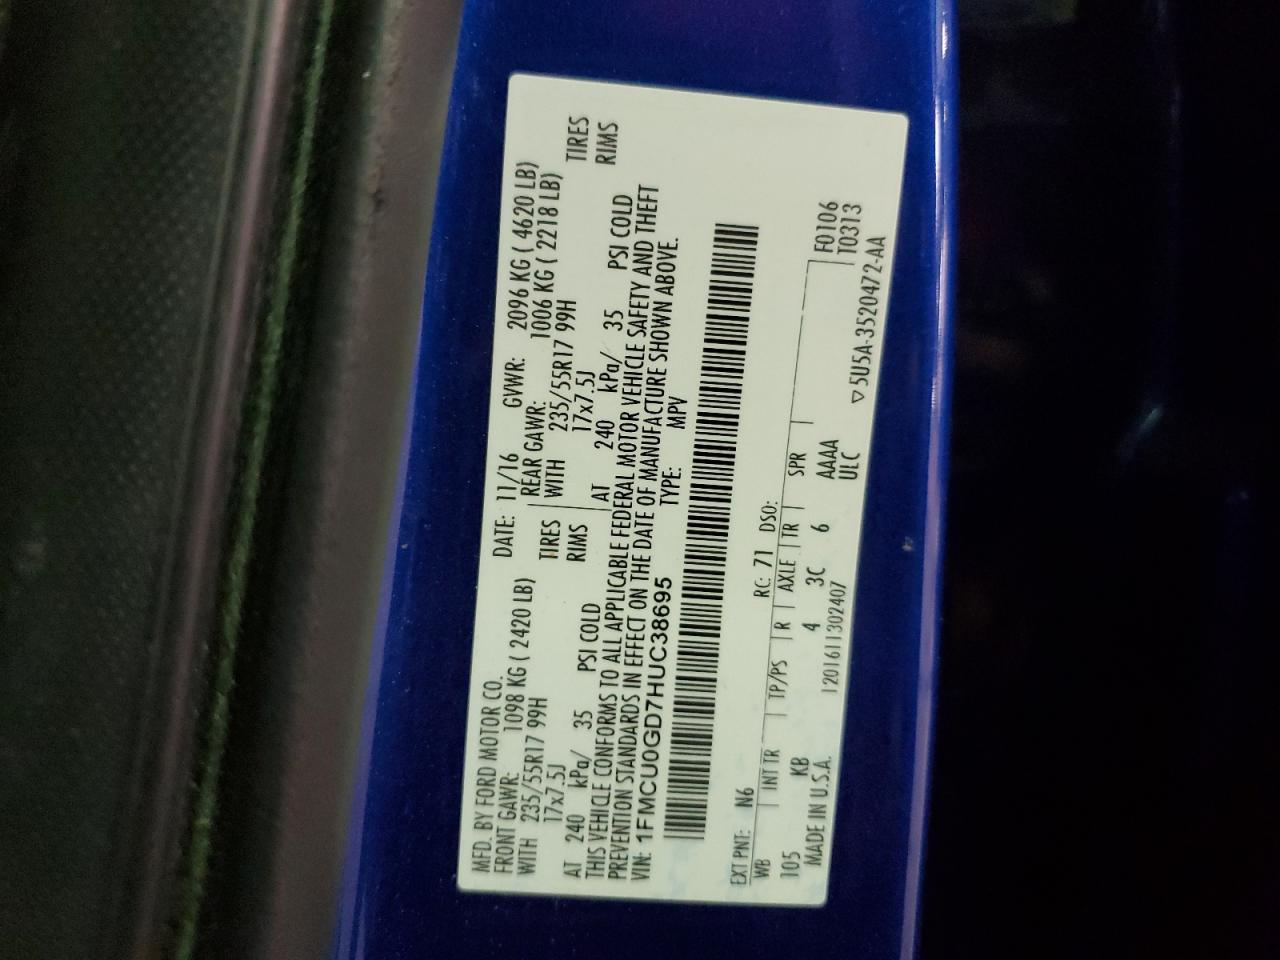 MFD. BY FORD MOTOR CO.
DATE: 11/16 GVWR: 2096 KG ( 4620 LB)
FRONT GAWR: 1098 KG ( 2420 LB) REAR GAWR: 1006 KG ( 2218 LB)
WITH 235/55R17 99H TIRES WITH 235/55R17 99H TIRES
17x7.5J RIMS 17x7.5J RIMS
AT 240 kPa/ 35 PSI COLD AT 240 kPa/ 35 PSI COLD
THIS VEHICLE CONFORMS TO ALL APPLICABLE FEDERAL MOTOR VEHICLE SAFETY AND THEFT
PREVENTION STANDARDS IN EFFECT ON THE DATE OF MANUFACTURE SHOWN ABOVE.
VIN: 1FMCU0GD7HUC38695 TYPE: MPV
EXT PNT: N6 RC: 71 DSO:
WB INT TR TP/PS R AXLE TR SPR F0106
105 KB 4 3C 6 AAAA T0313
MADE IN U.S.A. 1201611302407 ULC ▽5U5A-3520472-AA